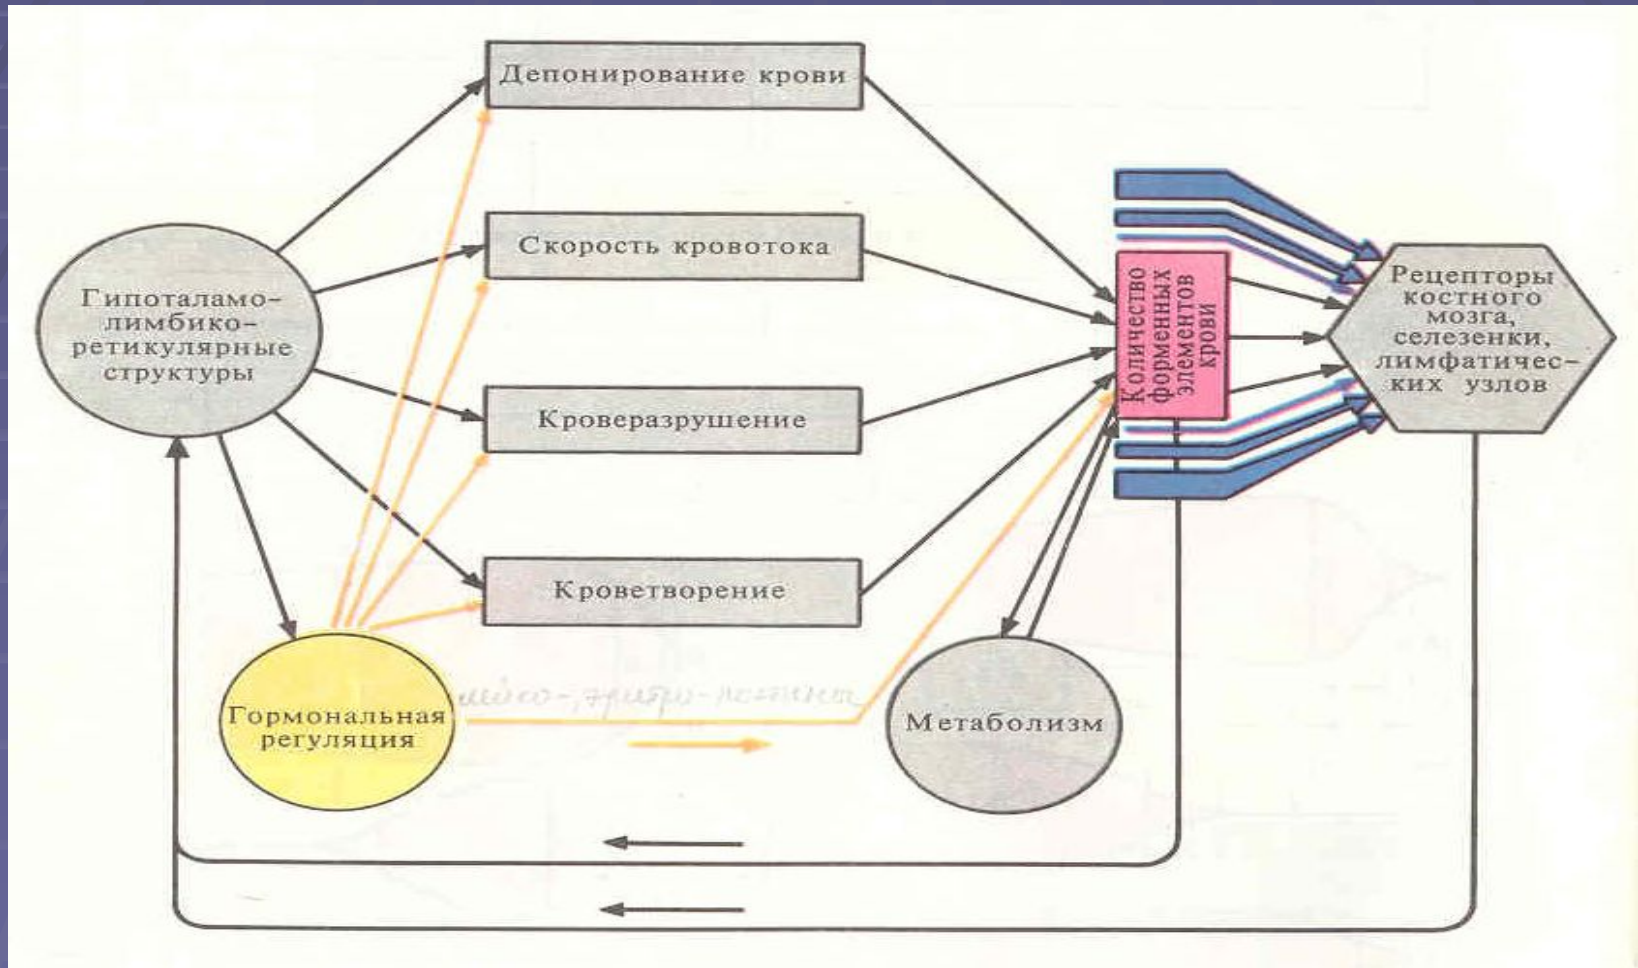 Депонирование крови
Скорость кровотока
Гипоталамо-
лимбико-
ретикулярные
структуры
Кроверазрушение
Кроветворение
Количество
форменных
элементов
крови
Рецепторы
костного
мозга,
селезенки,
лимфатичес-
ких узлов
Гормональная
регуляция
Метаболизм